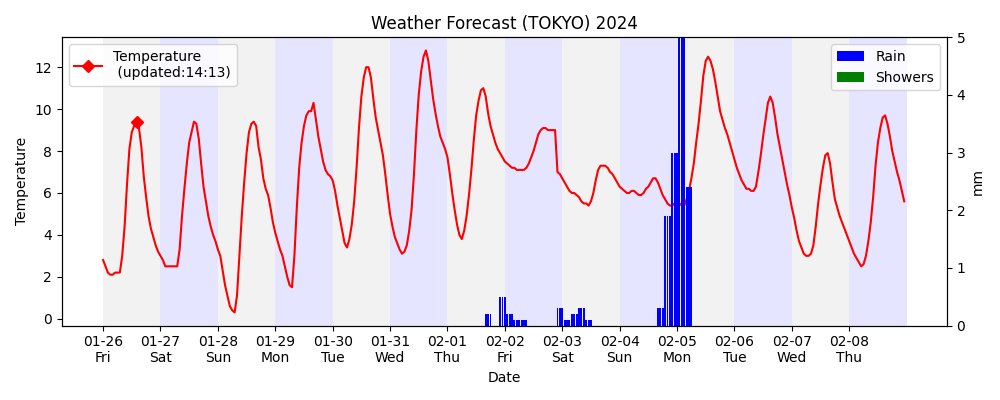 Weather Forecast (TOKYO) 2024
Temperature
(updated:14:13)
Rain
Showers
Temperature
12
10
8
6
4
2
0
5
4
3
2
1
0
mm
01-26 01-27 01-28 01-29 01-30 01-31 02-01 02-02 02-03 02-04 02-05 02-06 02-07 02-08
Fri Sat Sun Mon Tue Wed Thu Fri Sat Sun Mon Tue Wed Thu
Date